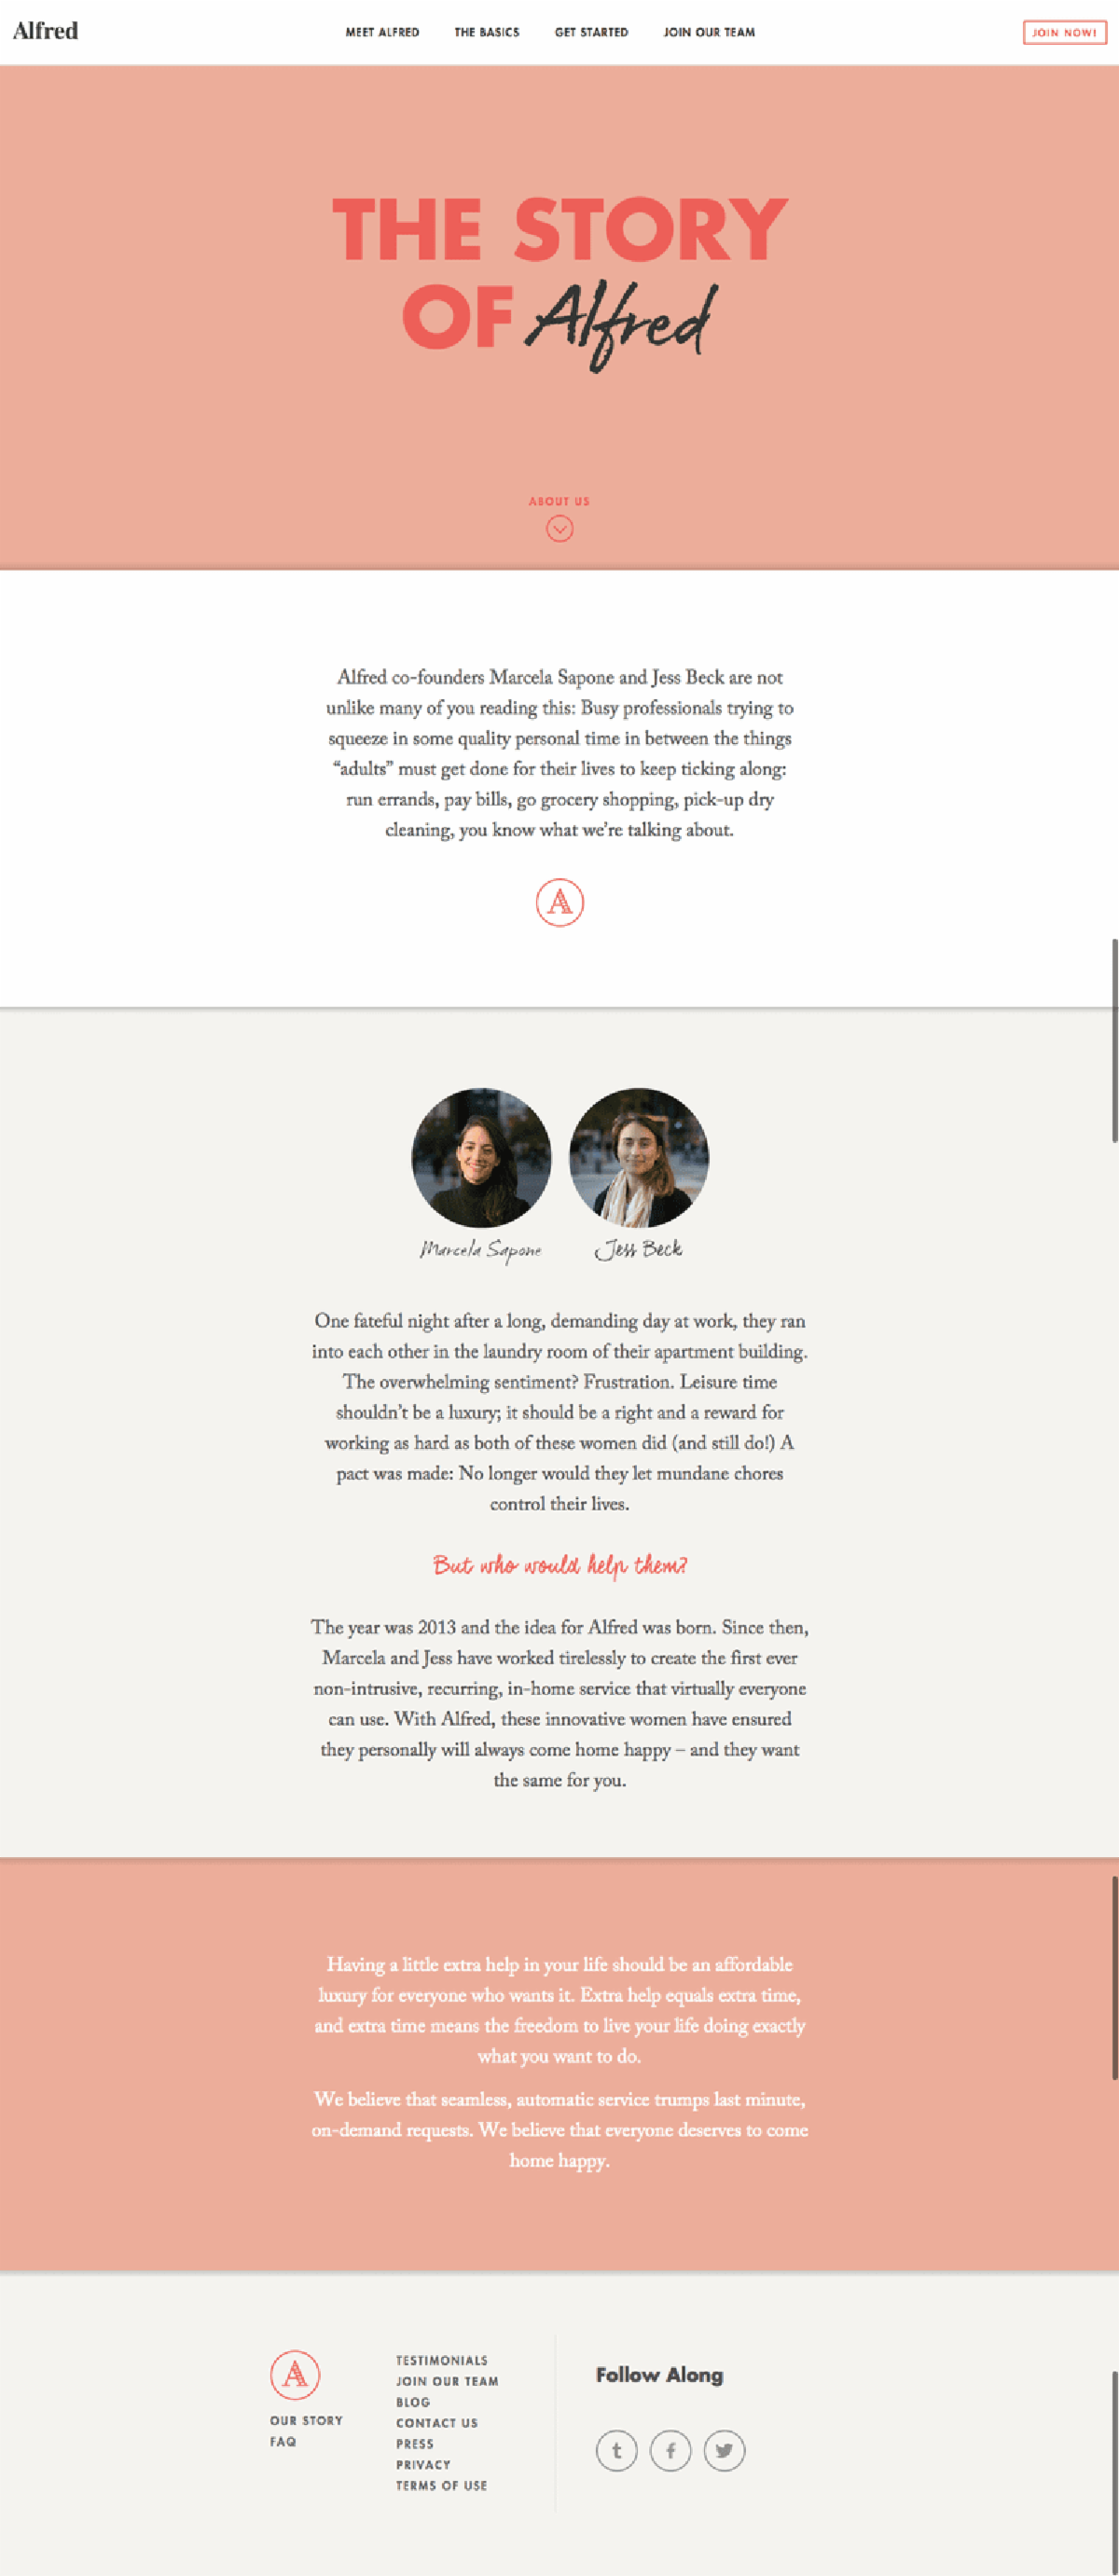 Alfred
MEET ALFRED
THE BASICS
GET STARTED
JOIN OUR TEAM
JOIN NOW!
THE STORY
OF Alfred
ABOUT US
Alfred co-founders Marcela Sapone and Jess Beck are not
unlike many of you reading this: Busy professionals trying to
squeeze in some quality personal time in between the things
“adults” must get done for their lives to keep ticking along:
run errands, pay bills, go grocery shopping, pick-up dry
cleaning, you know what we’re talking about.
A
Marcela Sapone
Jess Beck
One fateful night after a long, demanding day at work, they ran
into each other in the laundry room of their apartment building.
The overwhelming sentiment? Frustration. Leisure time
shouldn’t be a luxury; it should be a right and a reward for
working as hard as both of these women did (and still do!) A
pact was made: No longer would they let mundane chores
control their lives.
But who would help them?
The year was 2013 and the idea for Alfred was born. Since then,
Marcela and Jess have worked tirelessly to create the first ever
non-intrusive, recurring, in-home service that virtually everyone
can use. With Alfred, these innovative women have ensured
they personally will always come home happy – and they want
the same for you.
Having a little extra help in your life should be an affordable
luxury for everyone who wants it. Extra help equals extra time,
and extra time means the freedom to live your life doing exactly
what you want to do.
We believe that seamless, automatic service trumps last minute,
on-demand requests. We believe that everyone deserves to come
home happy.
A
OUR STORY
FAQ
TESTIMONIALS
JOIN OUR TEAM
BLOG
CONTACT US
PRESS
PRIVACY
TERMS OF USE
Follow Along
t
f